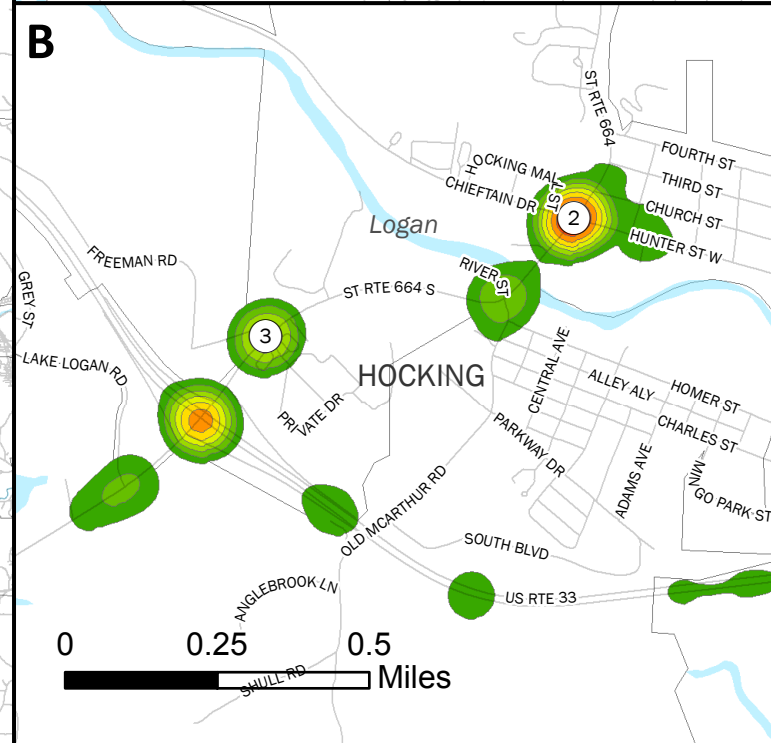 B
ST RTE 664
FOURTH ST
THIRD ST
HOCKING MALL ST
CHURCH ST
CHIEFTAIN DR
2
HUNTER ST W
Logan
FREEMAN RD
RIVER ST
GREY ST
ST RTE 664 S
3
LAKE LOGAN RD
HOCKING
CENTRAL AVE
ALLEY ALY
HOMER ST
PRIVATE DR
CHARLES ST
PARKWAY DR
ADAMS AVE
MINGO PARK ST
OLD MCARTHUR RD
SOUTH BLVD
ANGLEBROOK LN
US RTE 33
0 0.25 0.5
Miles
SHULL RD